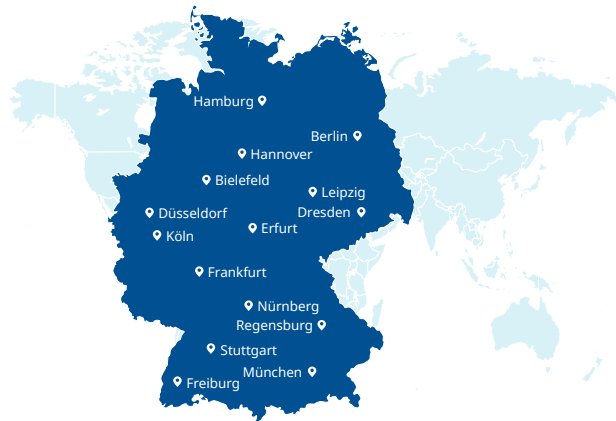 Hamburg
Berlin
Hannover
Bielefeld
Leipzig
Düsseldorf
Dresden
Erfurt
Köln
Frankfurt
Nürnberg
Regensburg
Stuttgart
München
Freiburg